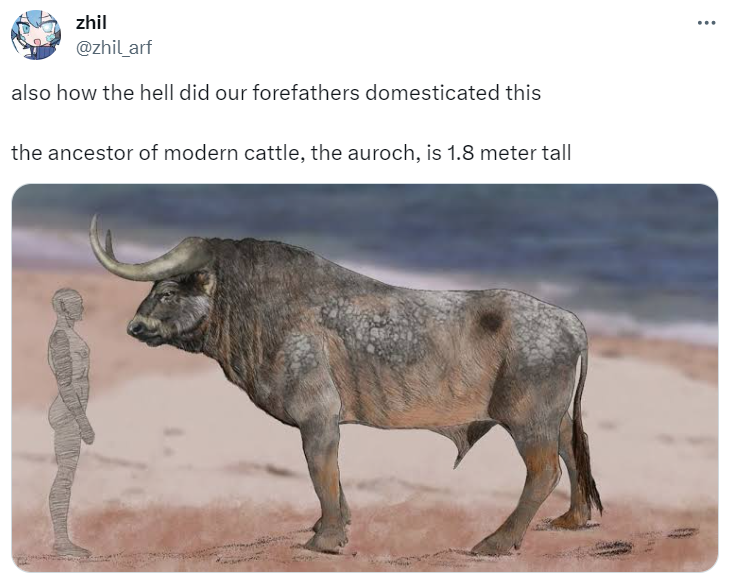 zhil
@zhil_arf
also how the hell did our forefathers domesticated this
the ancestor of modern cattle, the auroch, is 1.8 meter tall